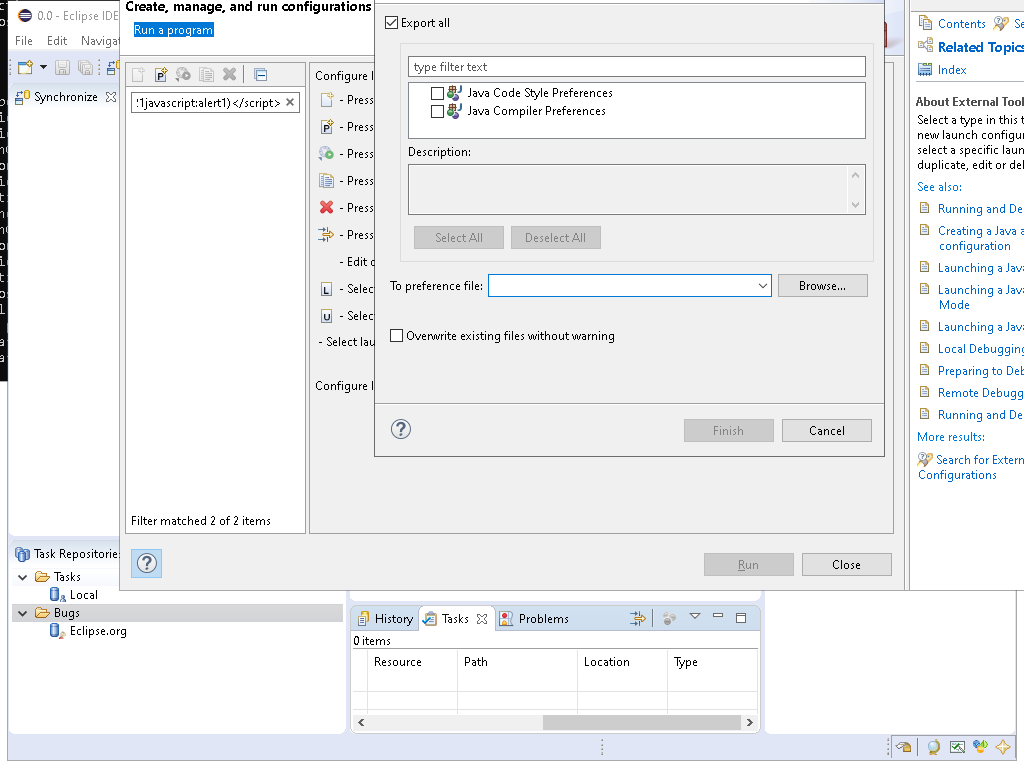 0.0 - Eclipse IDE
File Edit Navigat
Synchronize
Create, manage, and run configurations
Run a program
'1javascript:alert1)</script>
Filter matched 2 of 2 items
Configure l
- Press
- Press
- Press
- Press
- Press
- Press
- Edit
- Selec
- Selec
- Select lau
Configure l
Export all
type filter text
Java Code Style Preferences
Java Compiler Preferences
Description:
Select All Deselect All
To preference file: Browse...
Overwrite existing files without warning
Finish Cancel
Run Close
Contents Se
Related Topics
Index
About External Tool
Select a type in this t
new launch configur
select a specific laun
duplicate, edit or del
See also:
Running and De
Creating a Java a
configuration
Launching a Java
Launching a Java
Mode
Launching a Java
Local Debugging
Preparing to Deb
Remote Debugg
Running and De
More results:
Search for Extern
Configurations
Task Repositories
Tasks
Local
Bugs
Eclipse.org
History Tasks Problems
0 items
Resource Path Location Type